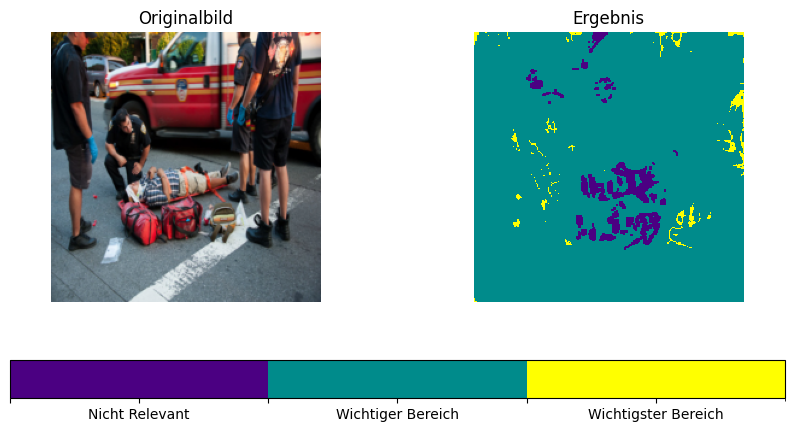 Originalbild
Ergebnis
Nicht Relevant
Wichtiger Bereich
Wichtigster Bereich